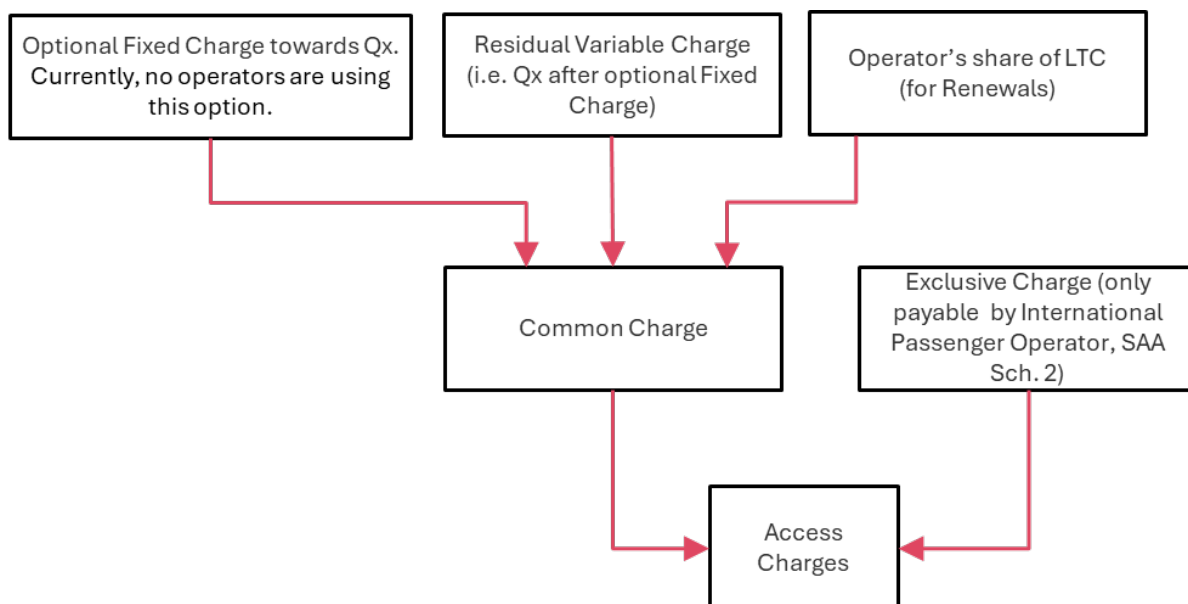 Optional Fixed Charge towards Qx.
Currently, no operators are using
this option.
Residual Variable Charge
(i.e. Qx after optional Fixed
Charge)
Operator’s share of LTC
(for Renewals)
Common Charge
Exclusive Charge (only
payable by International
Passenger Operator, SAA
Sch. 2)
Access
Charges